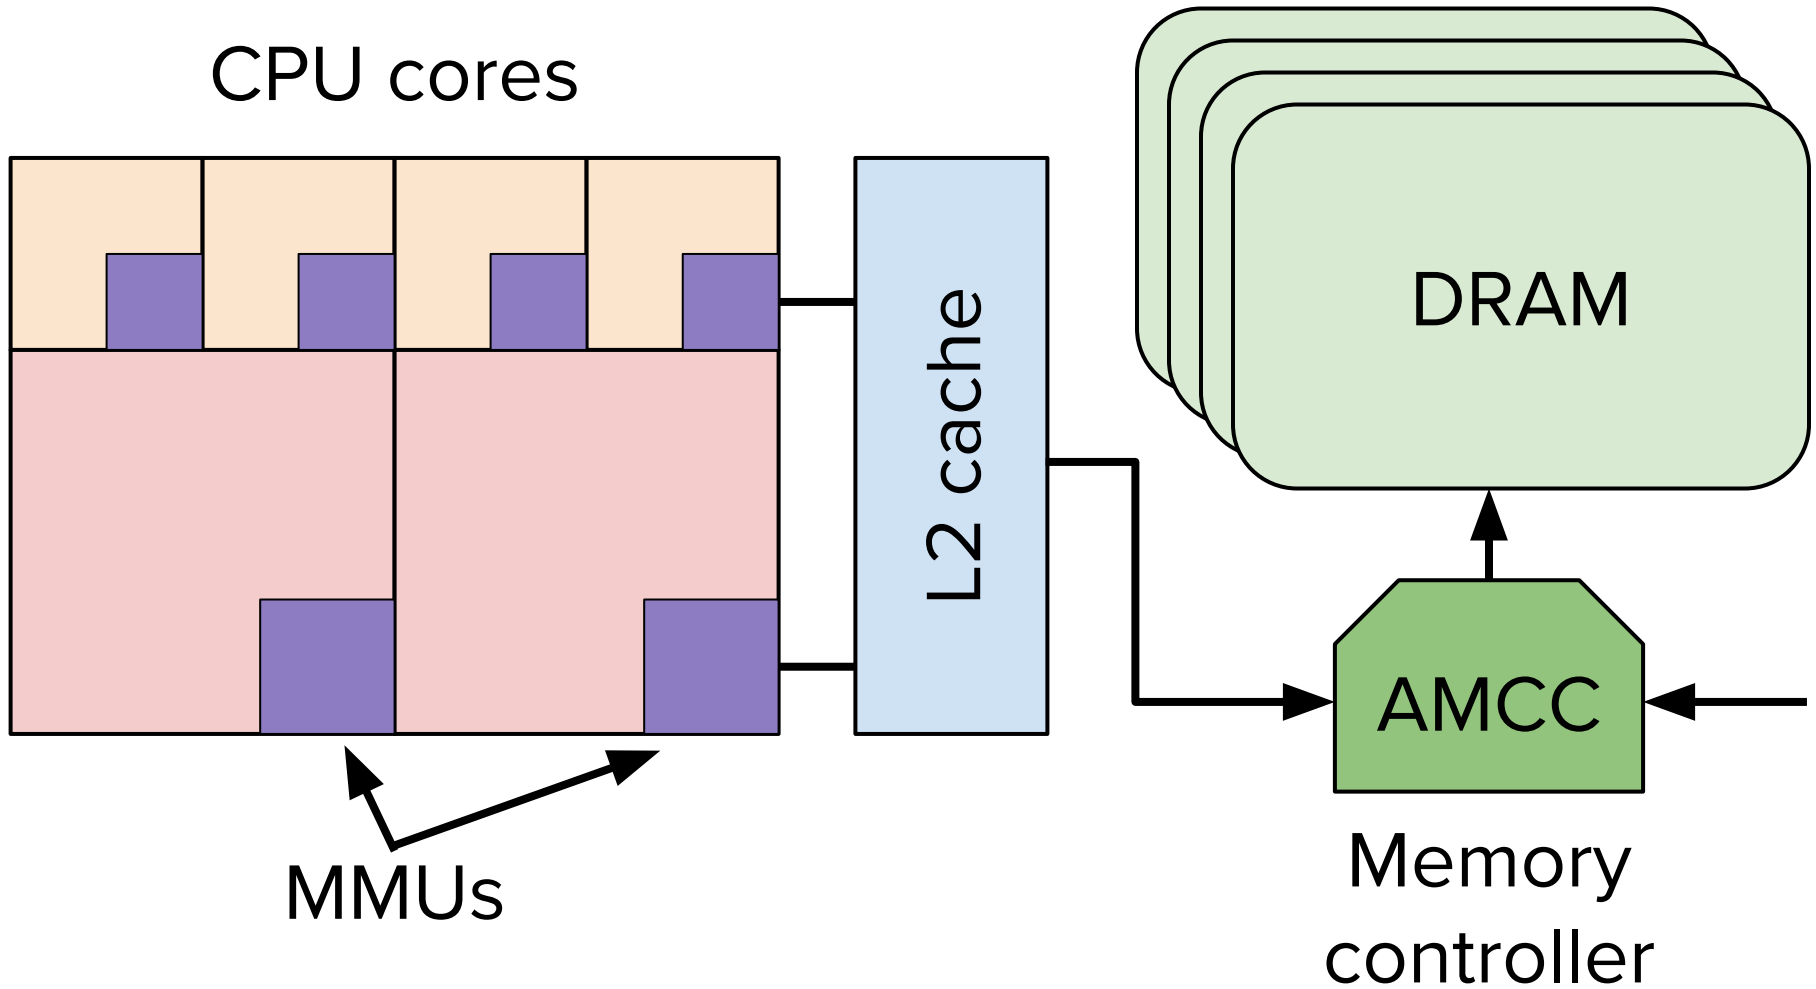 CPU cores
L2 cache
DRAM
AMCC
MMUs
Memory
controller